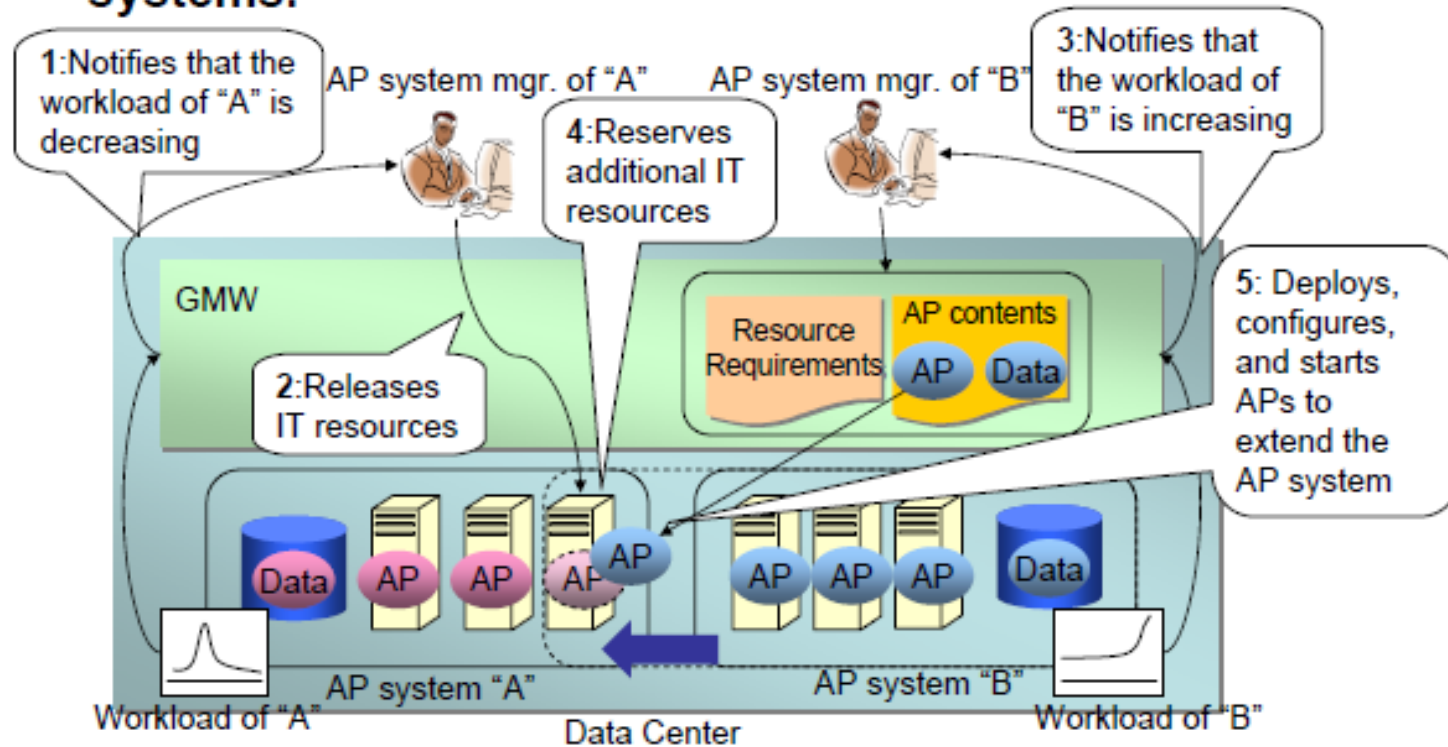 systems.
1:Notifies that the
workload of “A” is
decreasing
AP system mgr. of “A”
4:Reserves
additional IT
resources
AP system mgr. of “B”
3:Notifies that
the workload of
“B” is increasing
GMW
2:Releases
IT resources
Resource
Requirements
AP contents
AP
Data
5: Deploys,
configures,
and starts
APs to
extend the
AP system
Data
AP
AP
AP
AP
AP
AP
AP
Data
AP system “A”
AP system “B”
Workload of “A”
Workload of “B”
Data Center